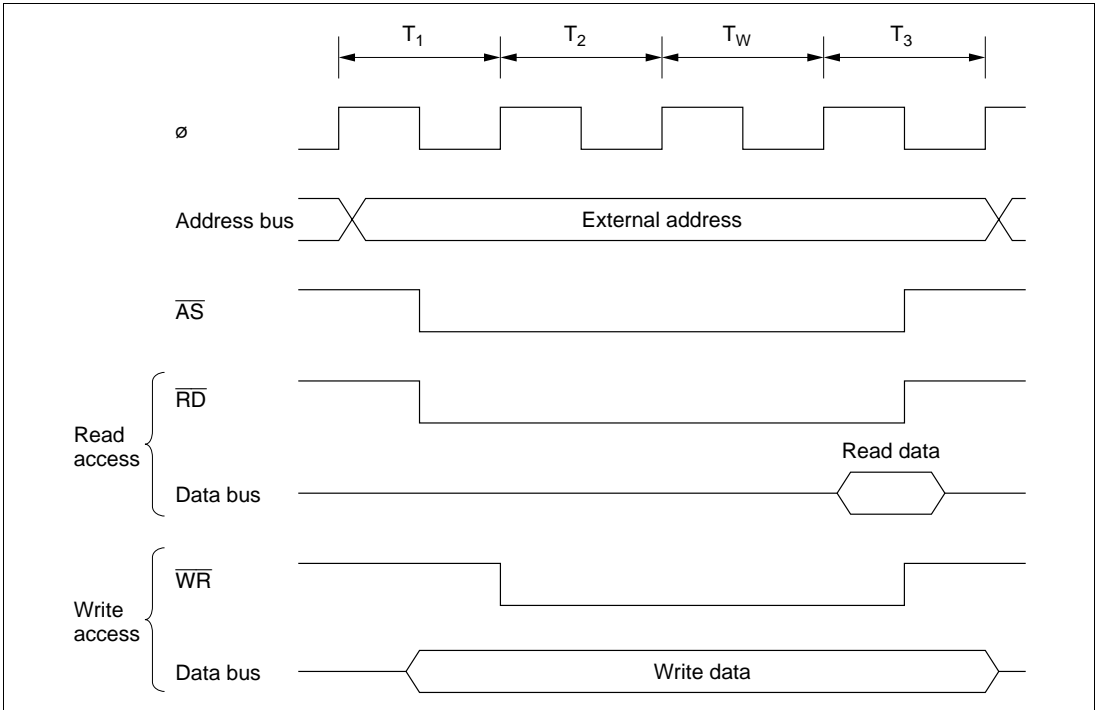 T1 T2 TW T3
ø
Address bus External address
AS
RD
Read access
Read data
Data bus
WR
Write access
Data bus Write data